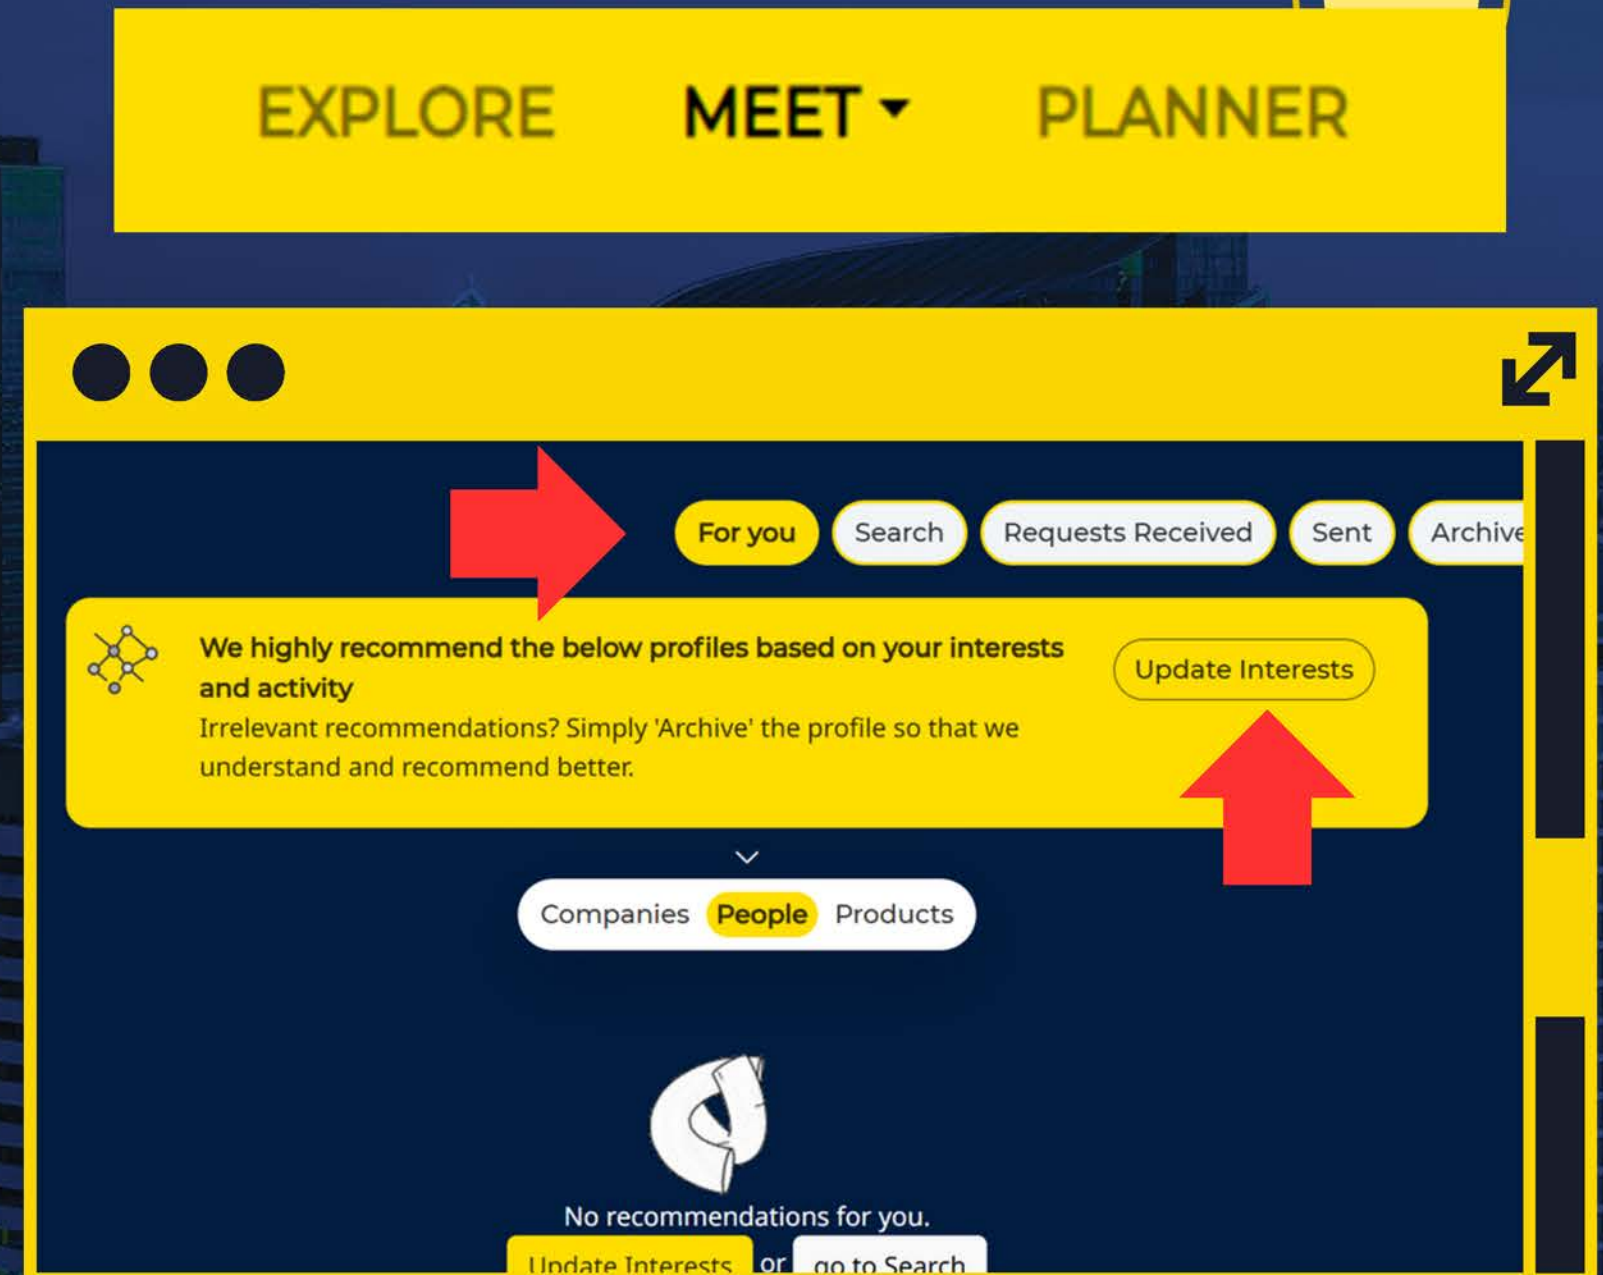 EXPLORE MEET PLANNER
For you Search Requests Received Sent Archive
We highly recommend the below profiles based on your interests
and activity
Update Interests
Irrelevant recommendations? Simply 'Archive' the profile so that we
understand and recommend better.
Companies People Products
No recommendations for you.
Update Interests or go to Search